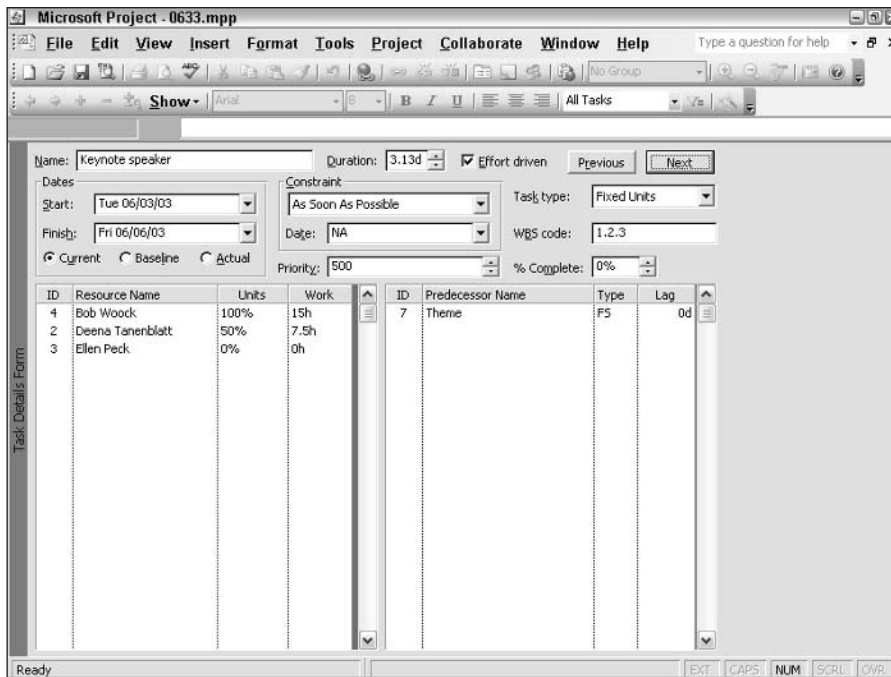 Microsoft Project - 0633.mpp
File Edit View Insert Format Tools Project Collaborate Window Help Type a question for help
No Group
Show Arial 8 B I U All Tasks
Name: Keynote speaker Duration: 3.13d Effort driven Previous Next
Dates Constraint
Start: Tue 06/03/03 As Soon As Possible Task type: Fixed Units
Finish: Fri 06/06/03 Date: NA WBS code: 1.2.3
Current Baseline Actual Priority: 500 % Complete: 0%
ID Resource Name Units Work ID Predecessor Name Type Lag
4 Bob Woock 100% 15h 7 Theme FS 0d
2 Deena Tanenblatt 50% 7.5h
3 Ellen Peck 0% 0h
Task Details Form
Ready EXT CAPS NUM SCRL OVR